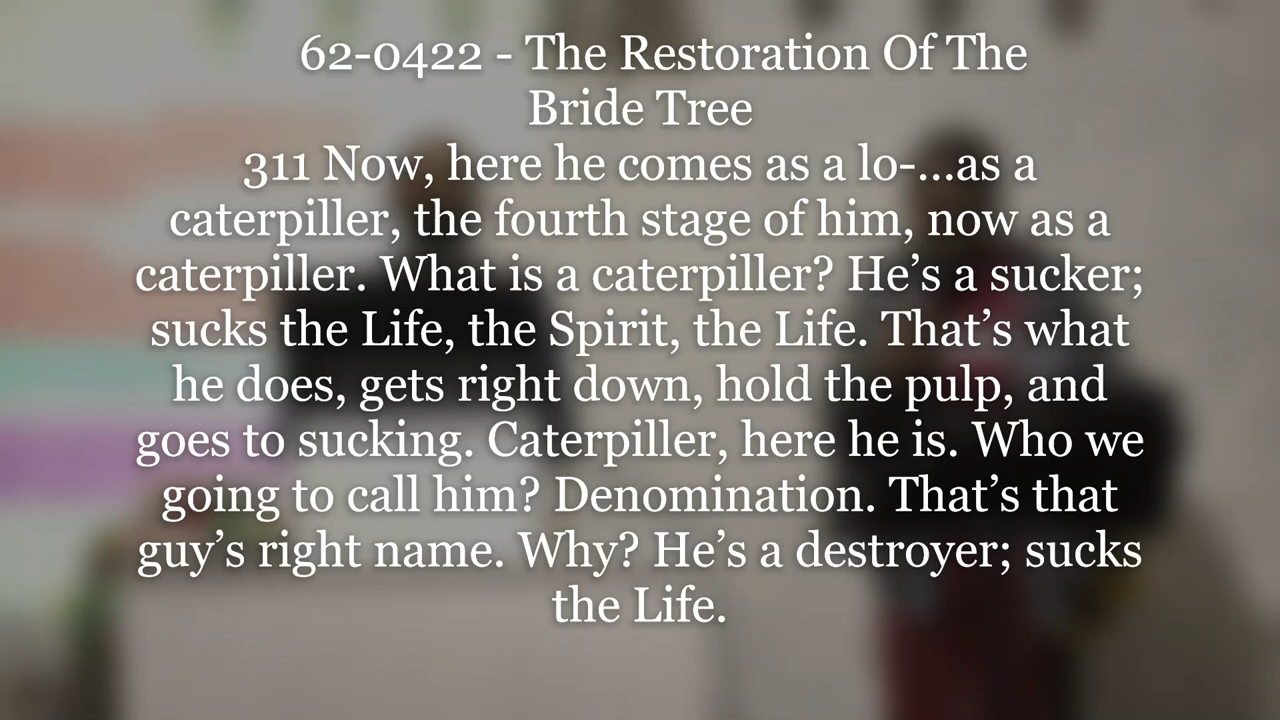 62-0422 - The Restoration Of The
Bride Tree
311 Now, here he comes as a lo-...as a
caterpiller, the fourth stage of him, now as a
caterpiller. What is a caterpiller? He’s a sucker;
sucks the Life, the Spirit, the Life. That’s what
he does, gets right down, hold the pulp, and
goes to sucking. Caterpiller, here he is. Who we
going to call him? Denomination. That’s that
guy’s right name. Why? He’s a destroyer; sucks
the Life.